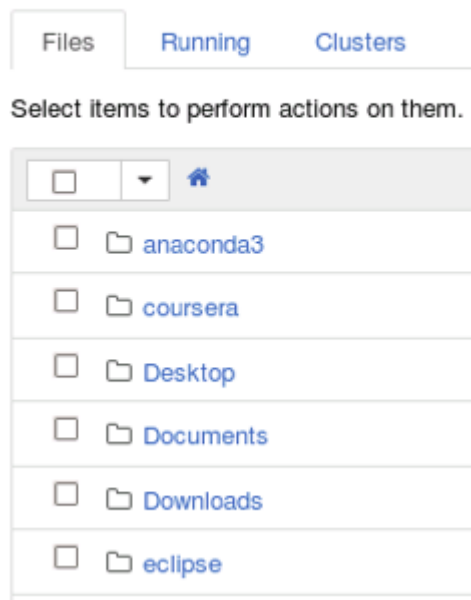 Files Running Clusters
Select items to perform actions on them.
anaconda3
coursera
Desktop
Documents
Downloads
eclipse